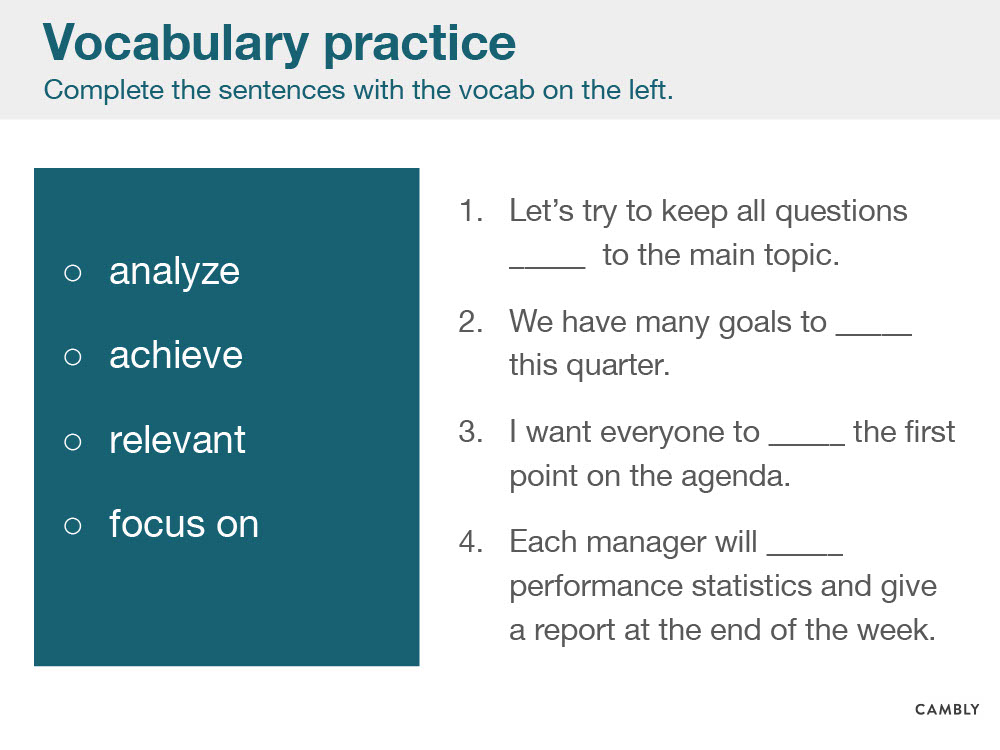 Vocabulary practice
Complete the sentences with the vocab on the left.
○ analyze
○ achieve
○ relevant
○ focus on
1. Let’s try to keep all questions
_____ to the main topic.
2. We have many goals to _____
this quarter.
3. I want everyone to _____ the first
point on the agenda.
4. Each manager will _____
performance statistics and give
a report at the end of the week.
CAMBLY